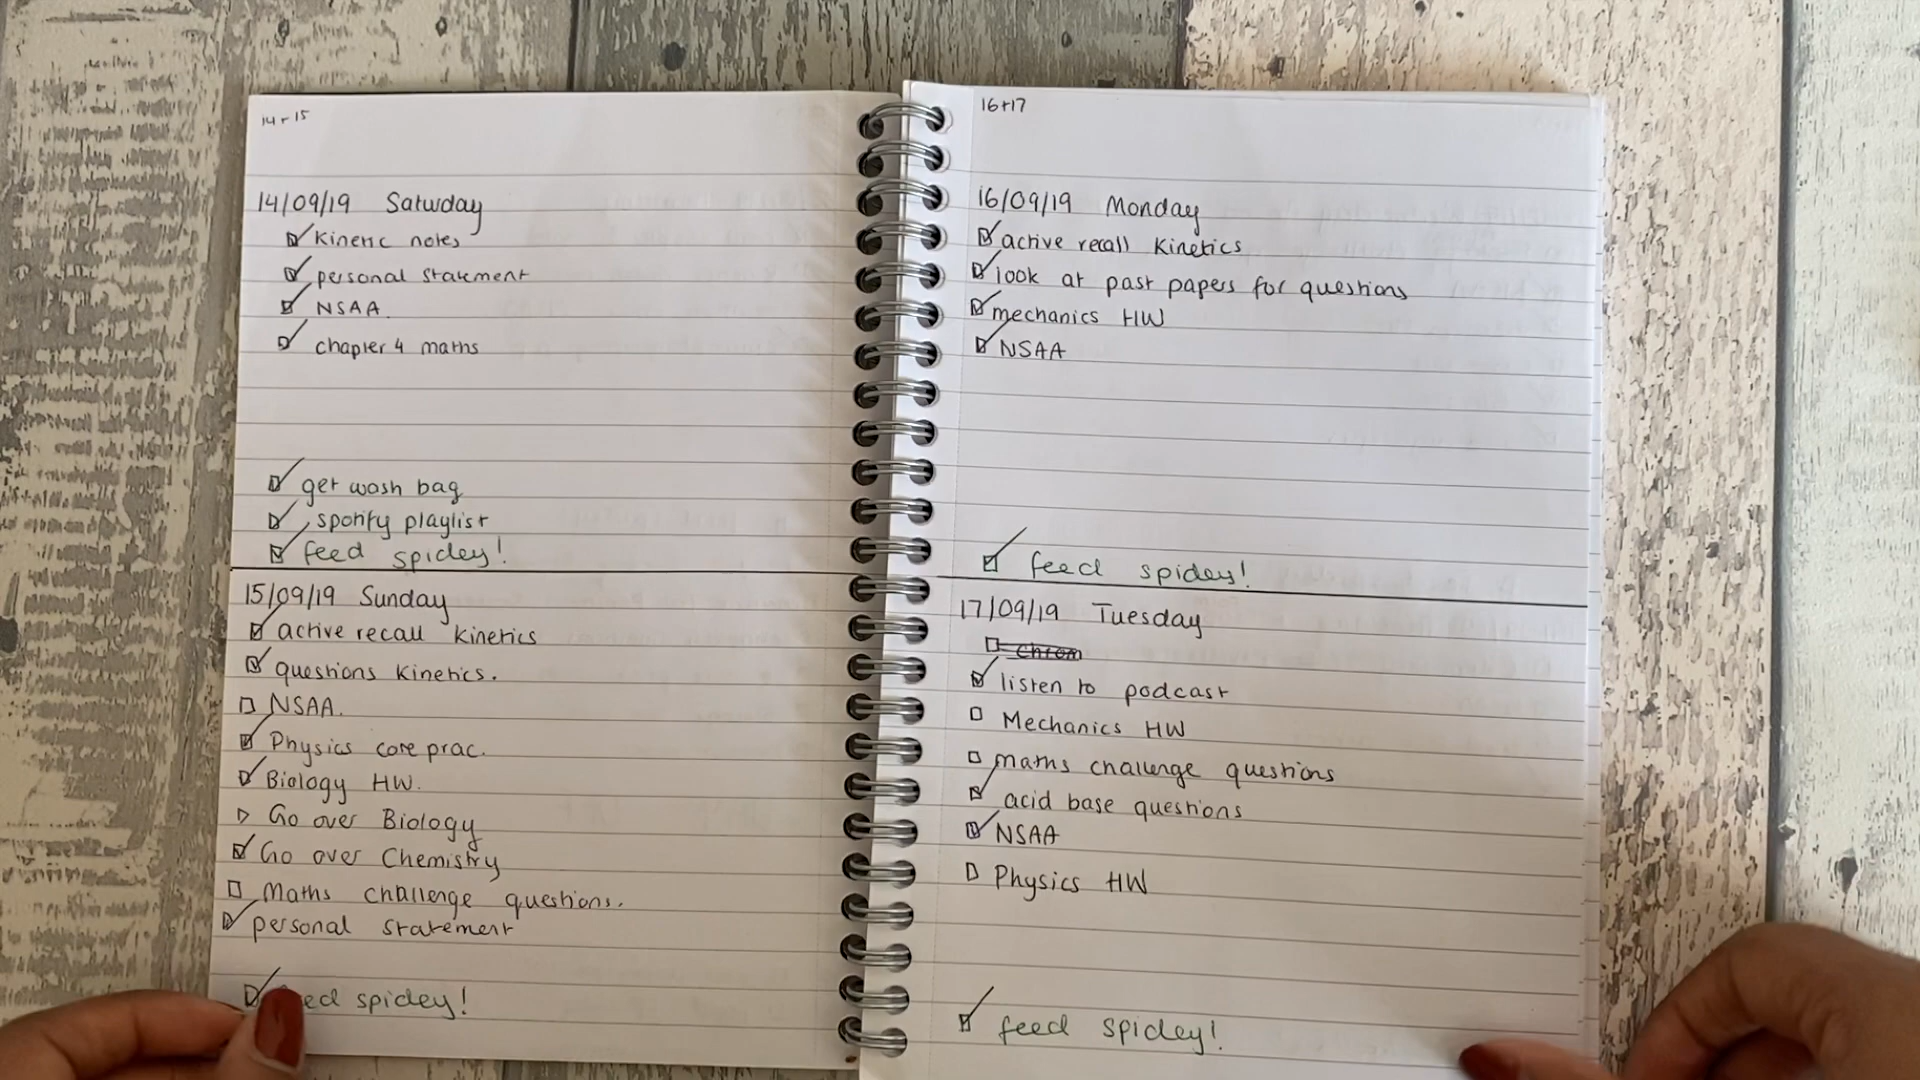 14+15
14/09/19 Saturday
Kinetic notes
personal statement
NSAA.
chapter 4 maths
get wash bag
spotify playlist
feed spidey!
15/09/19 Sunday
active recall kinetics
questions Kinetics.
NSAA.
Physics core prac.
Biology HW.
Go over Biology
Go over Chemistry
Maths challenge questions.
personal statement
spidey!
16+17
16/09/19 Monday
active recall Kinetics
look at past papers for questions
mechanics HW
NSAA
feed spidey!
17/09/19 Tuesday
listen to podcast
Mechanics HW
maths challenge questions
acid base questions
NSAA
Physics HW
feed spidey!